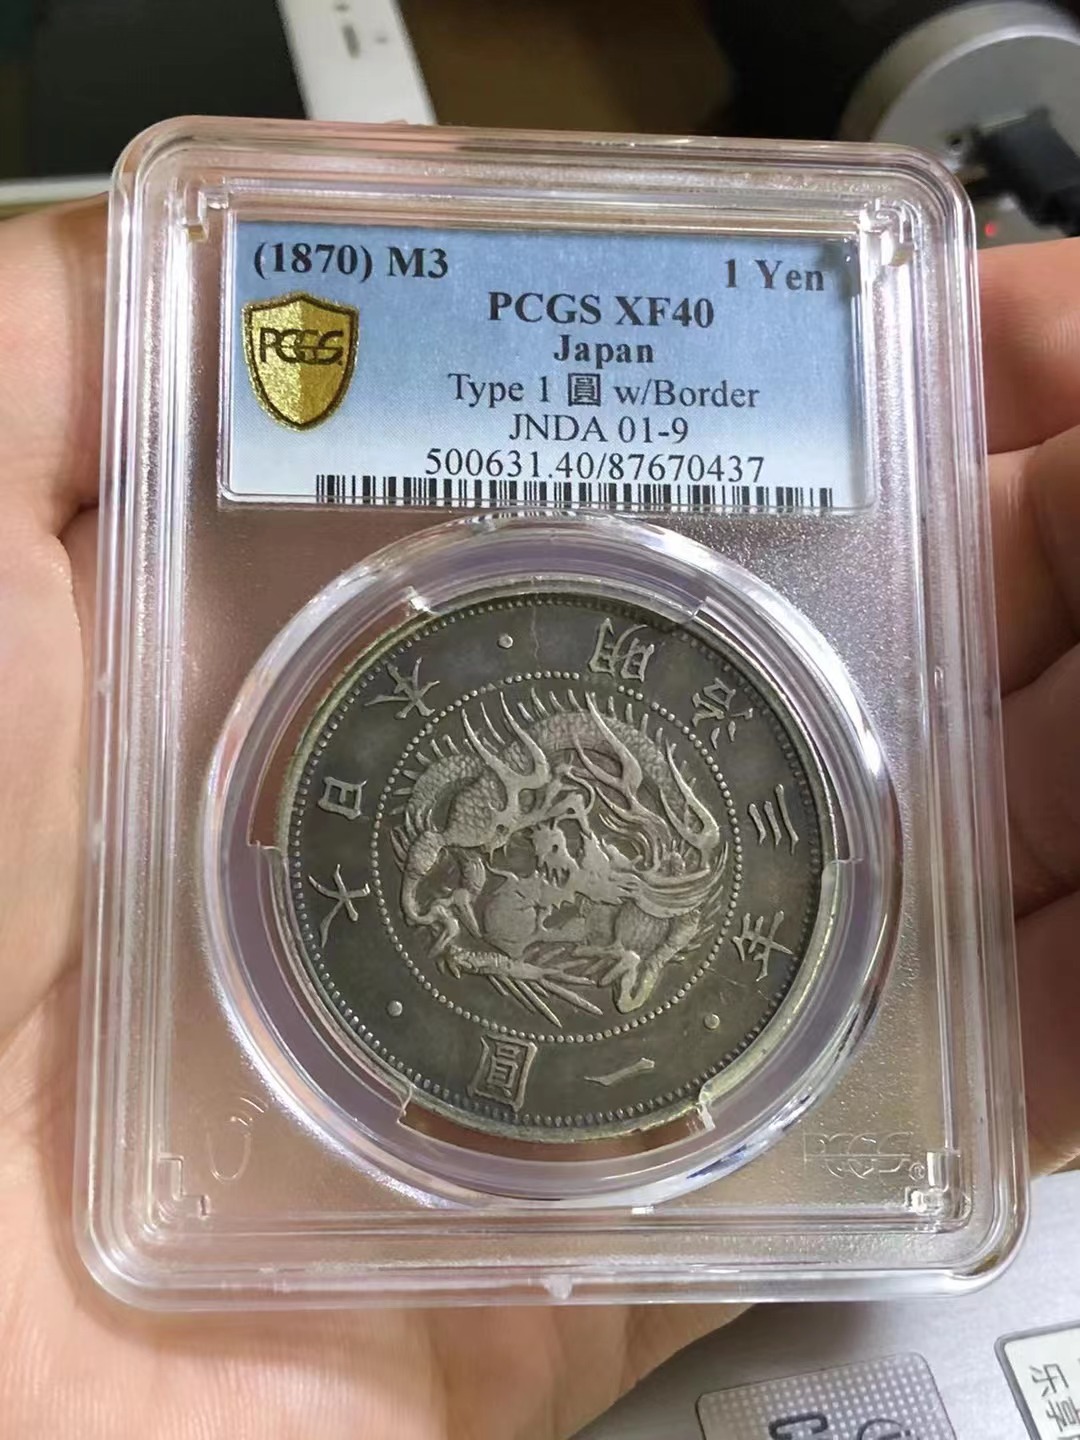 (1870) M3 1 Yen
PCGS XF40
PCGS
Japan
Type 1 圓 w/Border
JNDA 01-9
500631.40/87670437
大日本 · 明治三年 · 一圓 ·
PCGS